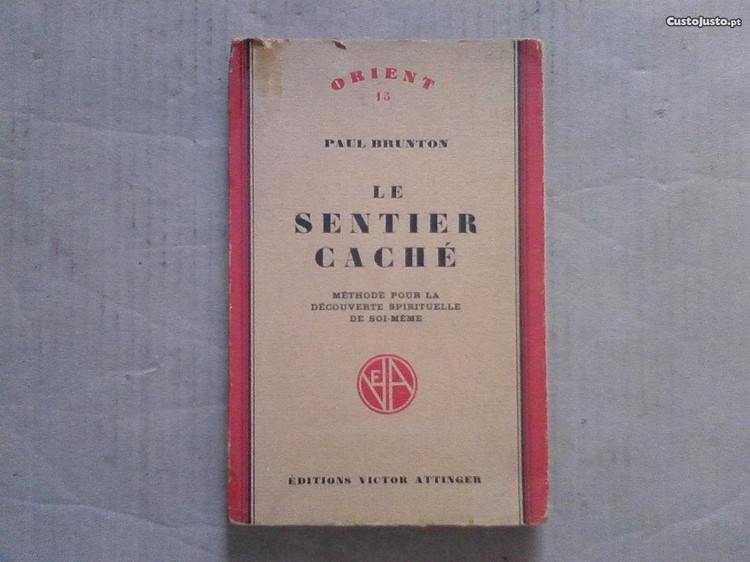 CustoJusto.pt
ORIENT
15
PAUL BRUNTON
LE
SENTIER
CACHÉ
MÉTHODE POUR LA
DÉCOUVERTE SPIRITUELLE
DE SOI-MÊME
VEA
ÉDITIONS VICTOR ATTINGER